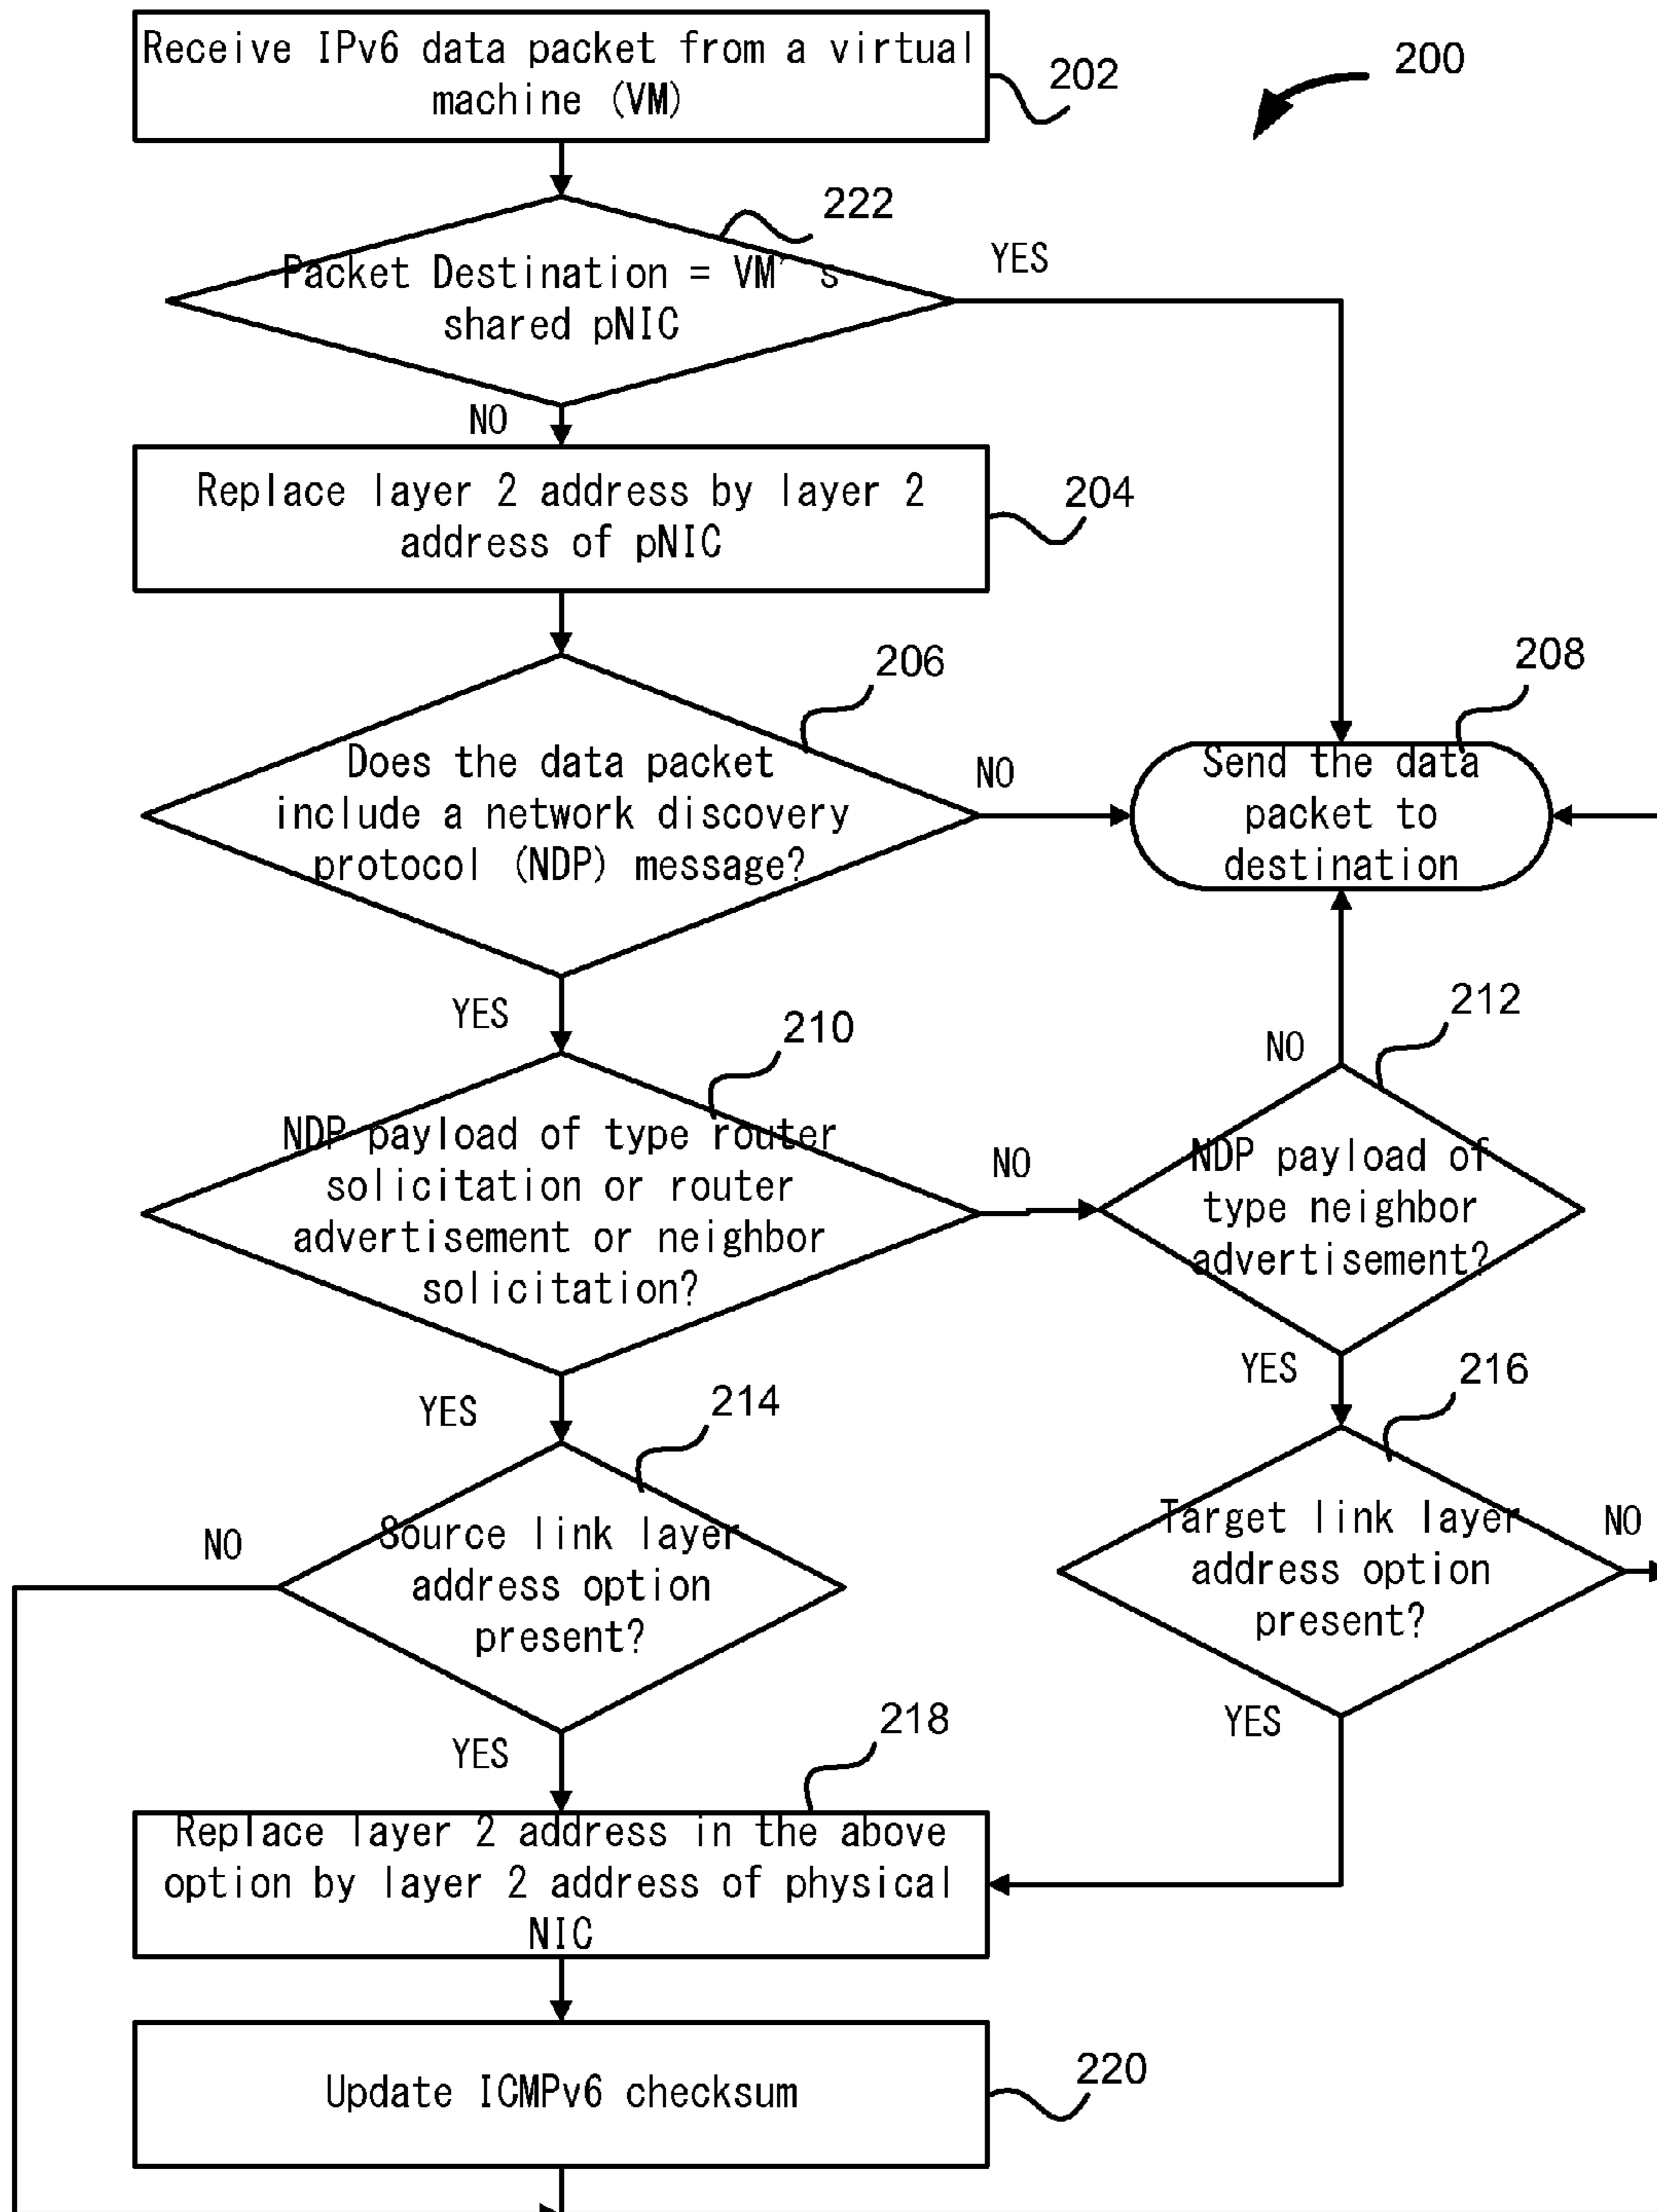 Receive IPv6 data packet from a virtual
machine (VM)
202
200
222
Packet Destination = VM's
shared pNIC
YES
NO
Replace layer 2 address by layer 2
address of pNIC
204
206
Does the data packet
include a network discovery
protocol (NDP) message?
NO
208
Send the data
packet to
destination
YES
210
NDP payload of type router
solicitation or router
advertisement or neighbor
solicitation?
NO
212
NO
NDP payload of
type neighbor
advertisement?
YES
214
YES
216
Source link layer
address option
present?
NO
Target link layer
address option
present?
NO
YES
218
YES
Replace layer 2 address in the above
option by layer 2 address of physical
NIC
Update ICMPv6 checksum
220